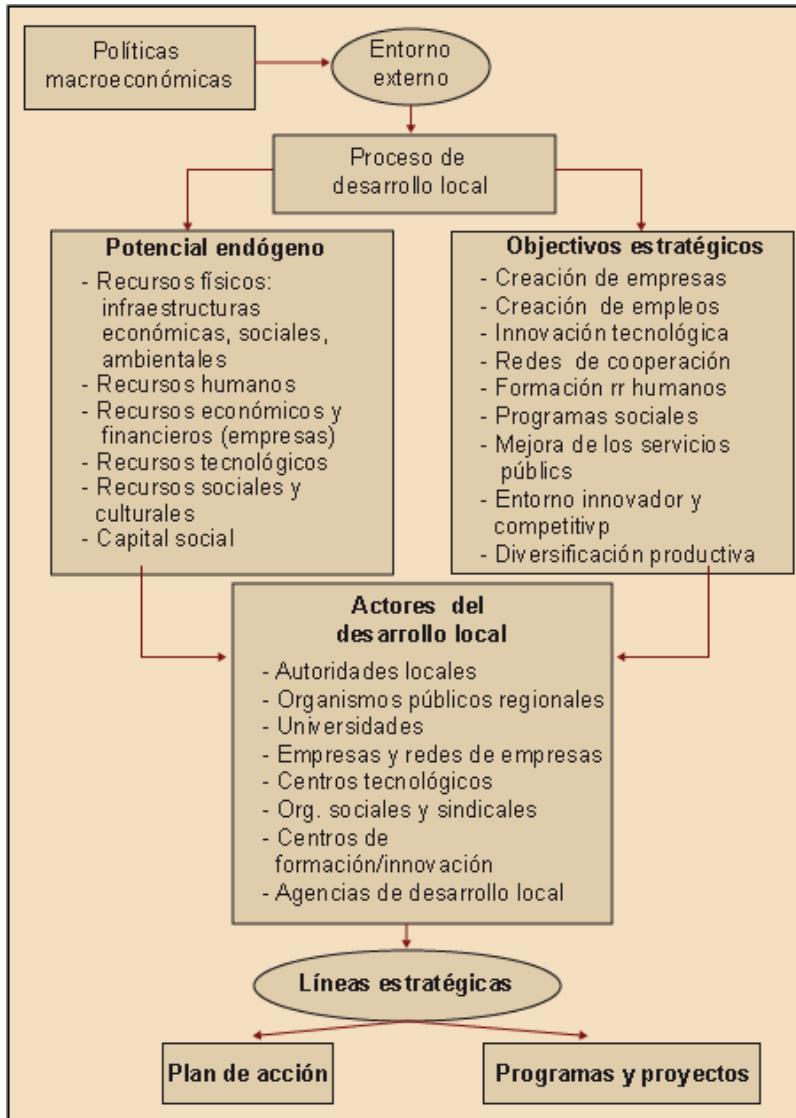 Políticas
macroeconómicas
Entorno
externo
Proceso de
desarrollo local
Potencial endógeno
- Recursos físicos:
infraestructuras
económicas, sociales,
ambientales
- Recursos humanos
- Recursos económicos y
financieros (empresas)
- Recursos tecnológicos
- Recursos sociales y
culturales
- Capital social
Objectivos estratégicos
- Creación de empresas
- Creación de empleos
- Innovación tecnológica
- Redes de cooperación
- Formación rr humanos
- Programas sociales
- Mejora de los servicios
públics
- Entorno innovador y
competitivp
- Diversificación productiva
Actores del
desarrollo local
- Autoridades locales
- Organismos públicos regionales
- Universidades
- Empresas y redes de empresas
- Centros tecnológicos
- Org. sociales y sindicales
- Centros de
formación/innovación
- Agencias de desarrollo local
Líneas estratégicas
Plan de acción
Programas y proyectos